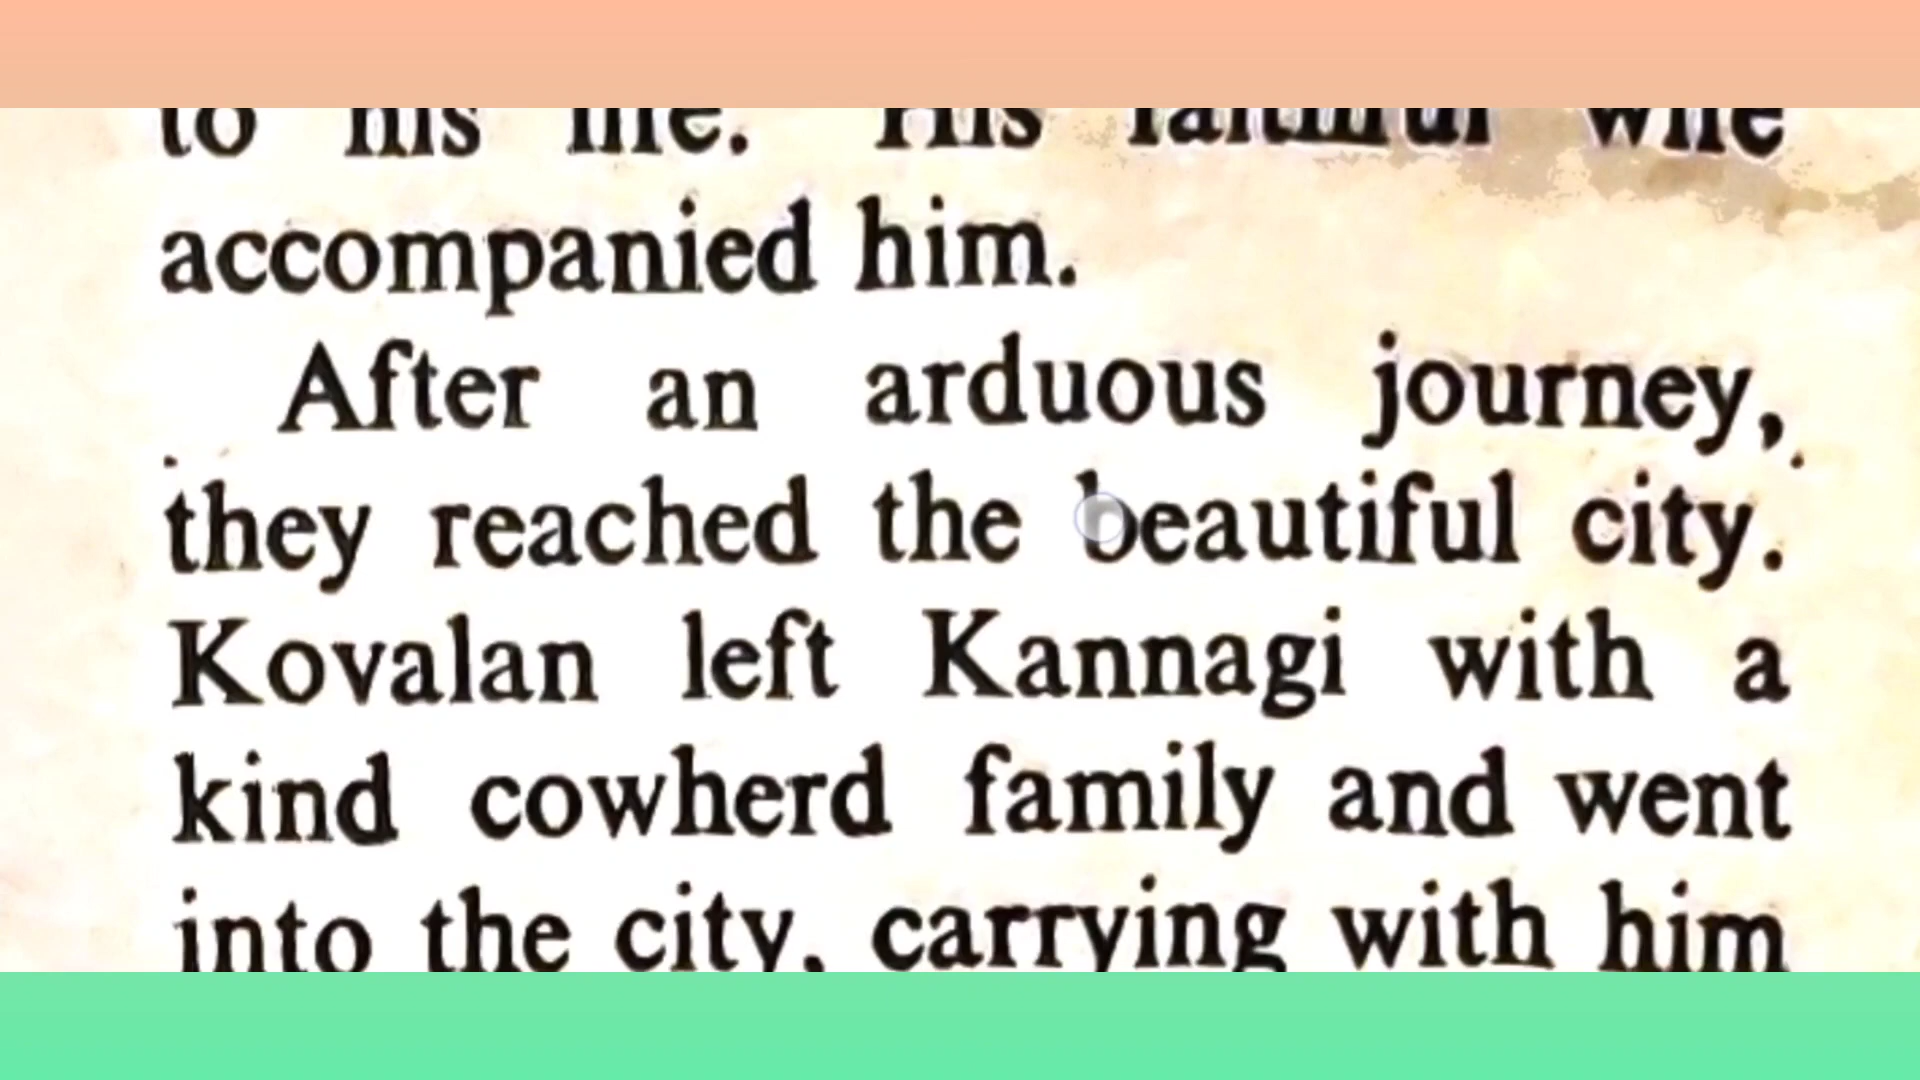 to his life. His faithful wife
accompanied him.
After an arduous journey,
they reached the beautiful city.
Kovalan left Kannagi with a
kind cowherd family and went
into the city, carrying with him